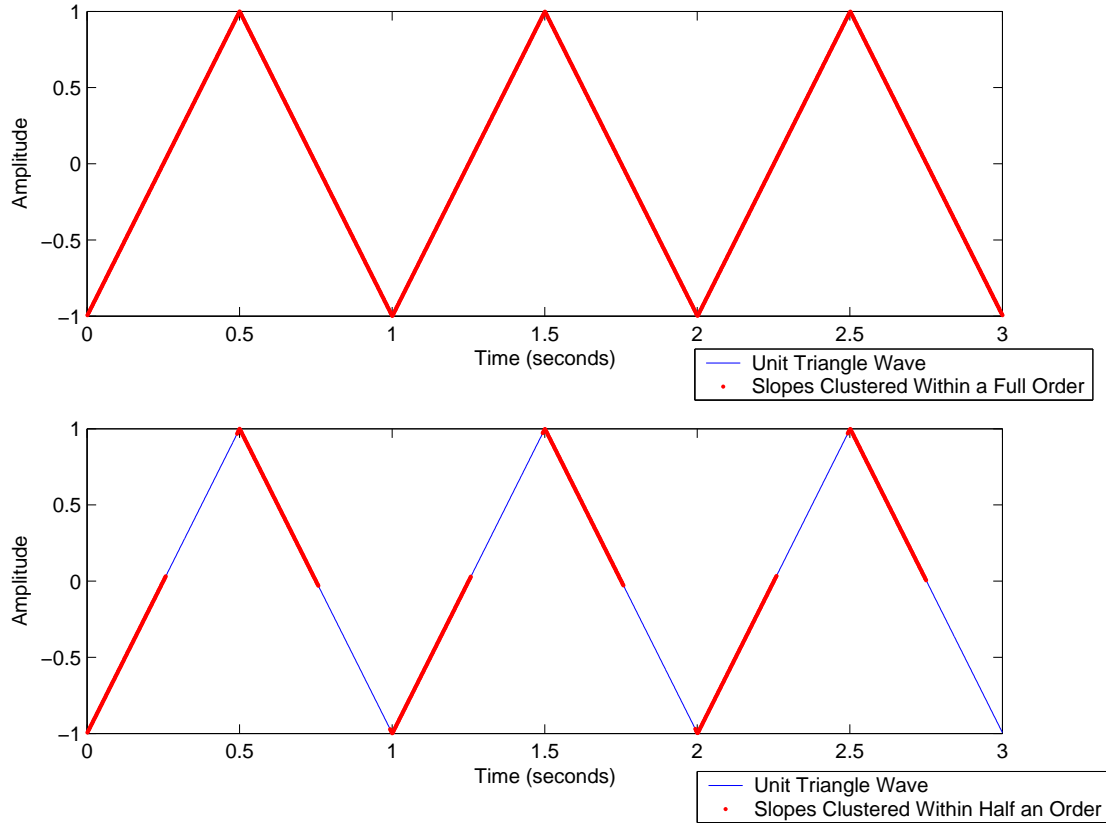 1
0.5
0
−0.5
−1
Amplitude
0 0.5 1 1.5 2 2.5 3
Time (seconds)
Unit Triangle Wave
Slopes Clustered Within a Full Order
1
0.5
0
−0.5
−1
Amplitude
0 0.5 1 1.5 2 2.5 3
Time (seconds)
Unit Triangle Wave
Slopes Clustered Within Half an Order